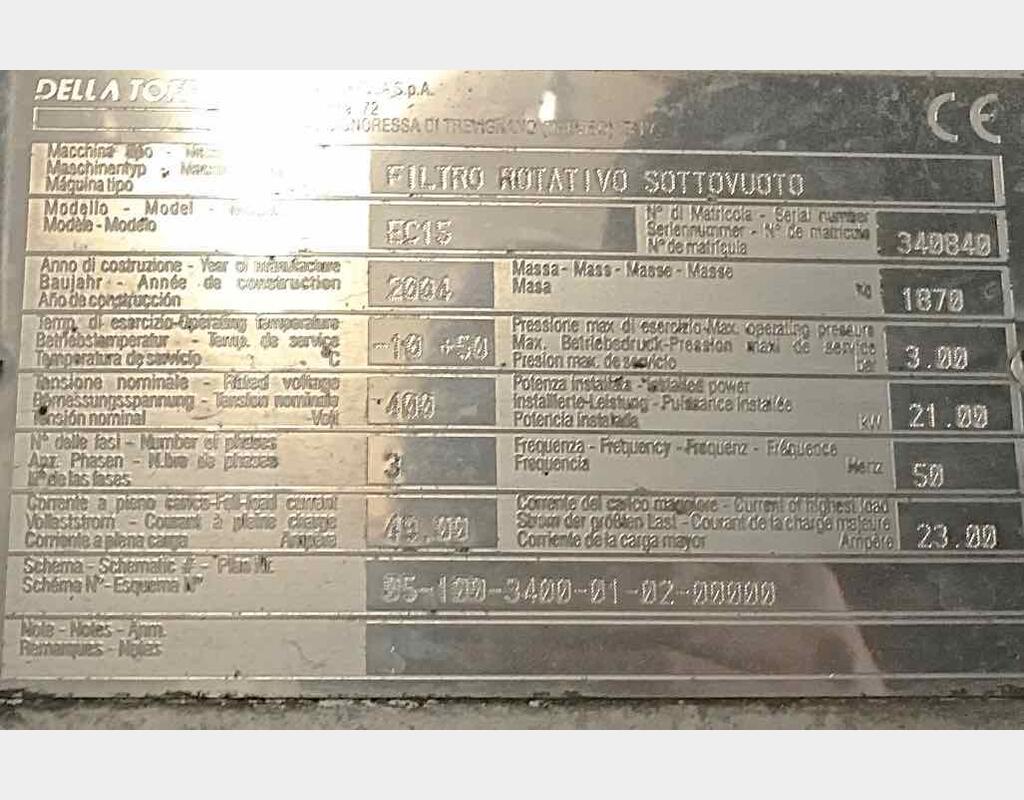 DELLA TO
S.p.A.
72
DI TREVIGNANO
CE
Macchina tipo -
Maschinentyp
Máquina tipo
FILTRO ROTATIVO SOTTOVUOTO
Modello - Model -
Modèle - Modelo
EC15
N° di Matricola - Serial number
Seriennummer - N° de matricule
N° de matrícula
340840
Anno di costruzione - Year of manufacture
Baujahr - Année de construction
Año de construcción
2004
Massa - Mass - Masse - Masse
Masa
kg
1870
Temp. di esercizio-Operating temperature
Betriebstemperatur - Temp. de service
Temperatura de servicio °C
-10 +50
Pressione max di esercizio-Max. operating pressure
Max. Betriebedruck-Pression maxi de service
Presion max. de servicio bar
3.00
Tensione nominale - Rated voltage
Bemessungsspannung - Tension nominale
Tensión nominal -Volt
400
Potenza installata - Installed power
Installierte-Leistung - Puissance installée
Potencia instalada kW
21.00
N° delle fasi - Number of phases
Anz. Phasen - N.bre de phases
N° de las fases
3
Frequenza - Frequency - Frequenz - Fréquence
Frequencia Hertz
50
Corrente a pieno carico-Full-load current
Vollaststrom - Courant à pleine charge
Corriente a plena carga Ampère
Corrente del carico maggiore - Current of highest load
Strom der größten Last - Courant de la charge majeure
Corriente de la carga mayor Ampère
23.00
Schema - Schematic # - Plan Nr.
Schéma N°-Esquema N°
05-100-3400-01-02-00000
Note - Notes - Anm.
Remarques - Notas